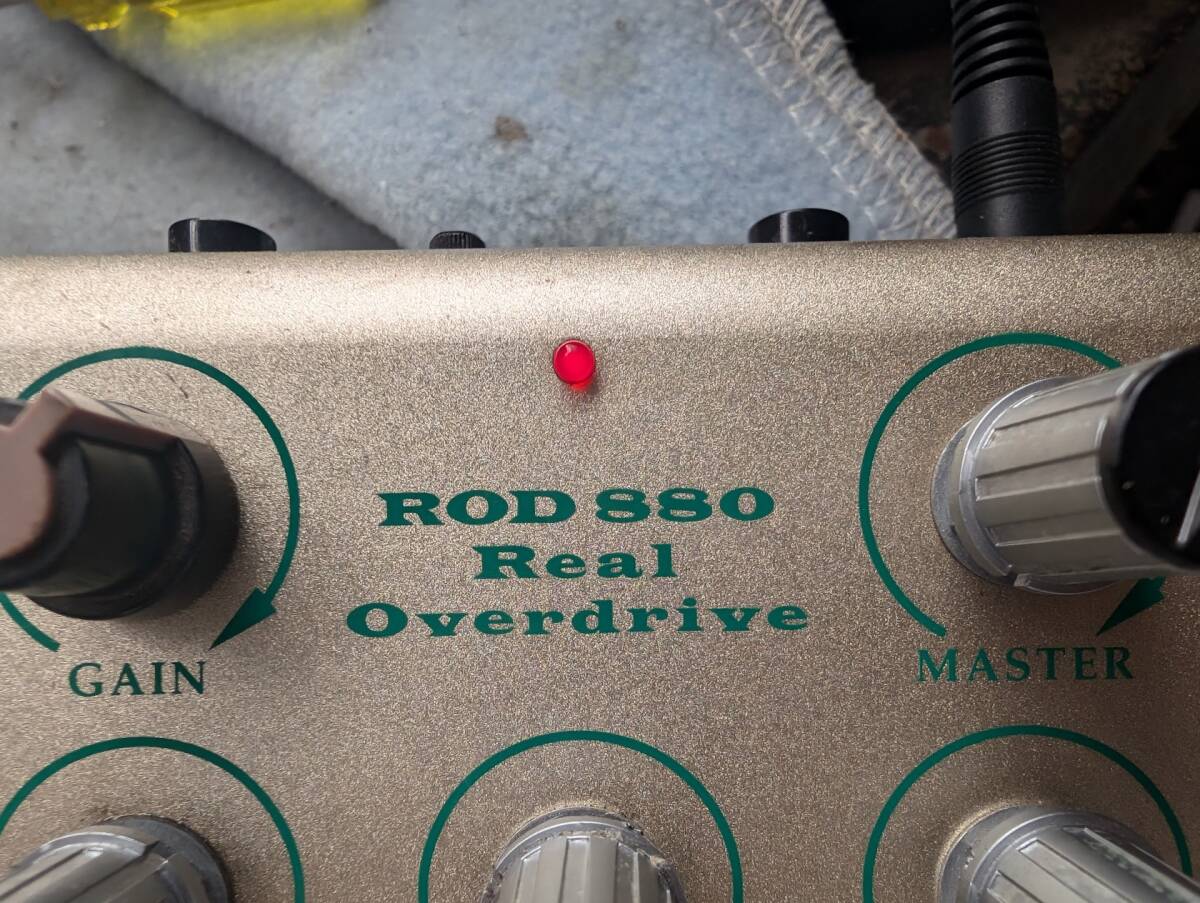 ROD 880
Real
Overdrive
GAIN
MASTER